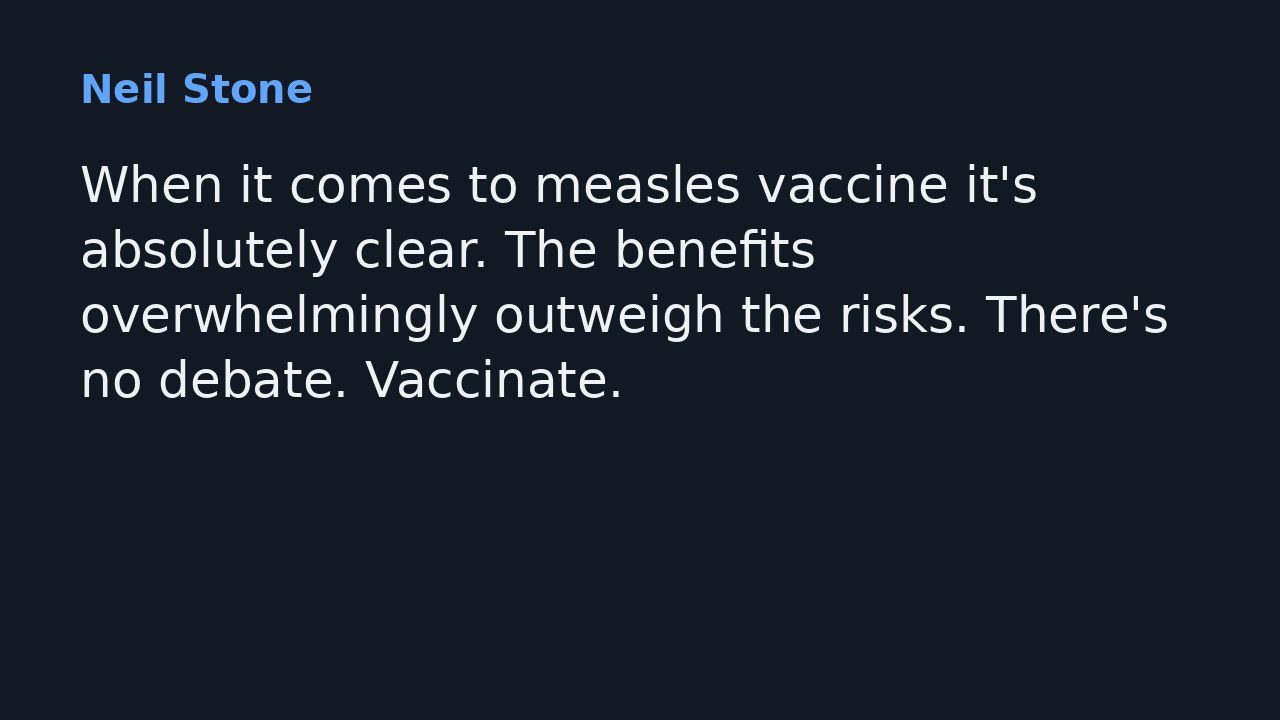 Neil Stone
When it comes to measles vaccine it's
absolutely clear. The benefits
overwhelmingly outweigh the risks. There's
no debate. Vaccinate.